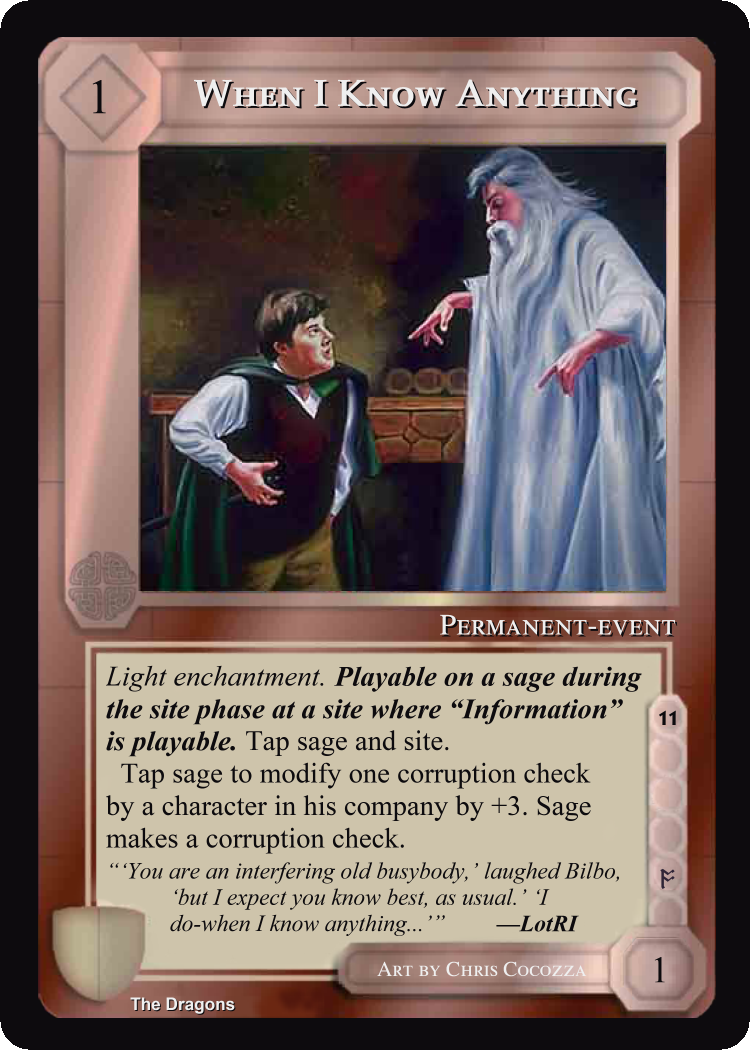 1
When I Know Anything
Permanent-event
Light enchantment. Playable on a sage during
the site phase at a site where “Information”
is playable. Tap sage and site.
Tap sage to modify one corruption check
by a character in his company by +3. Sage
makes a corruption check.
“‘You are an interfering old busybody,’ laughed Bilbo,
‘but I expect you know best, as usual.’ ‘I
do-when I know anything...’” —LotRI
11
ᚩ
Art by Chris Cocozza
1
The Dragons